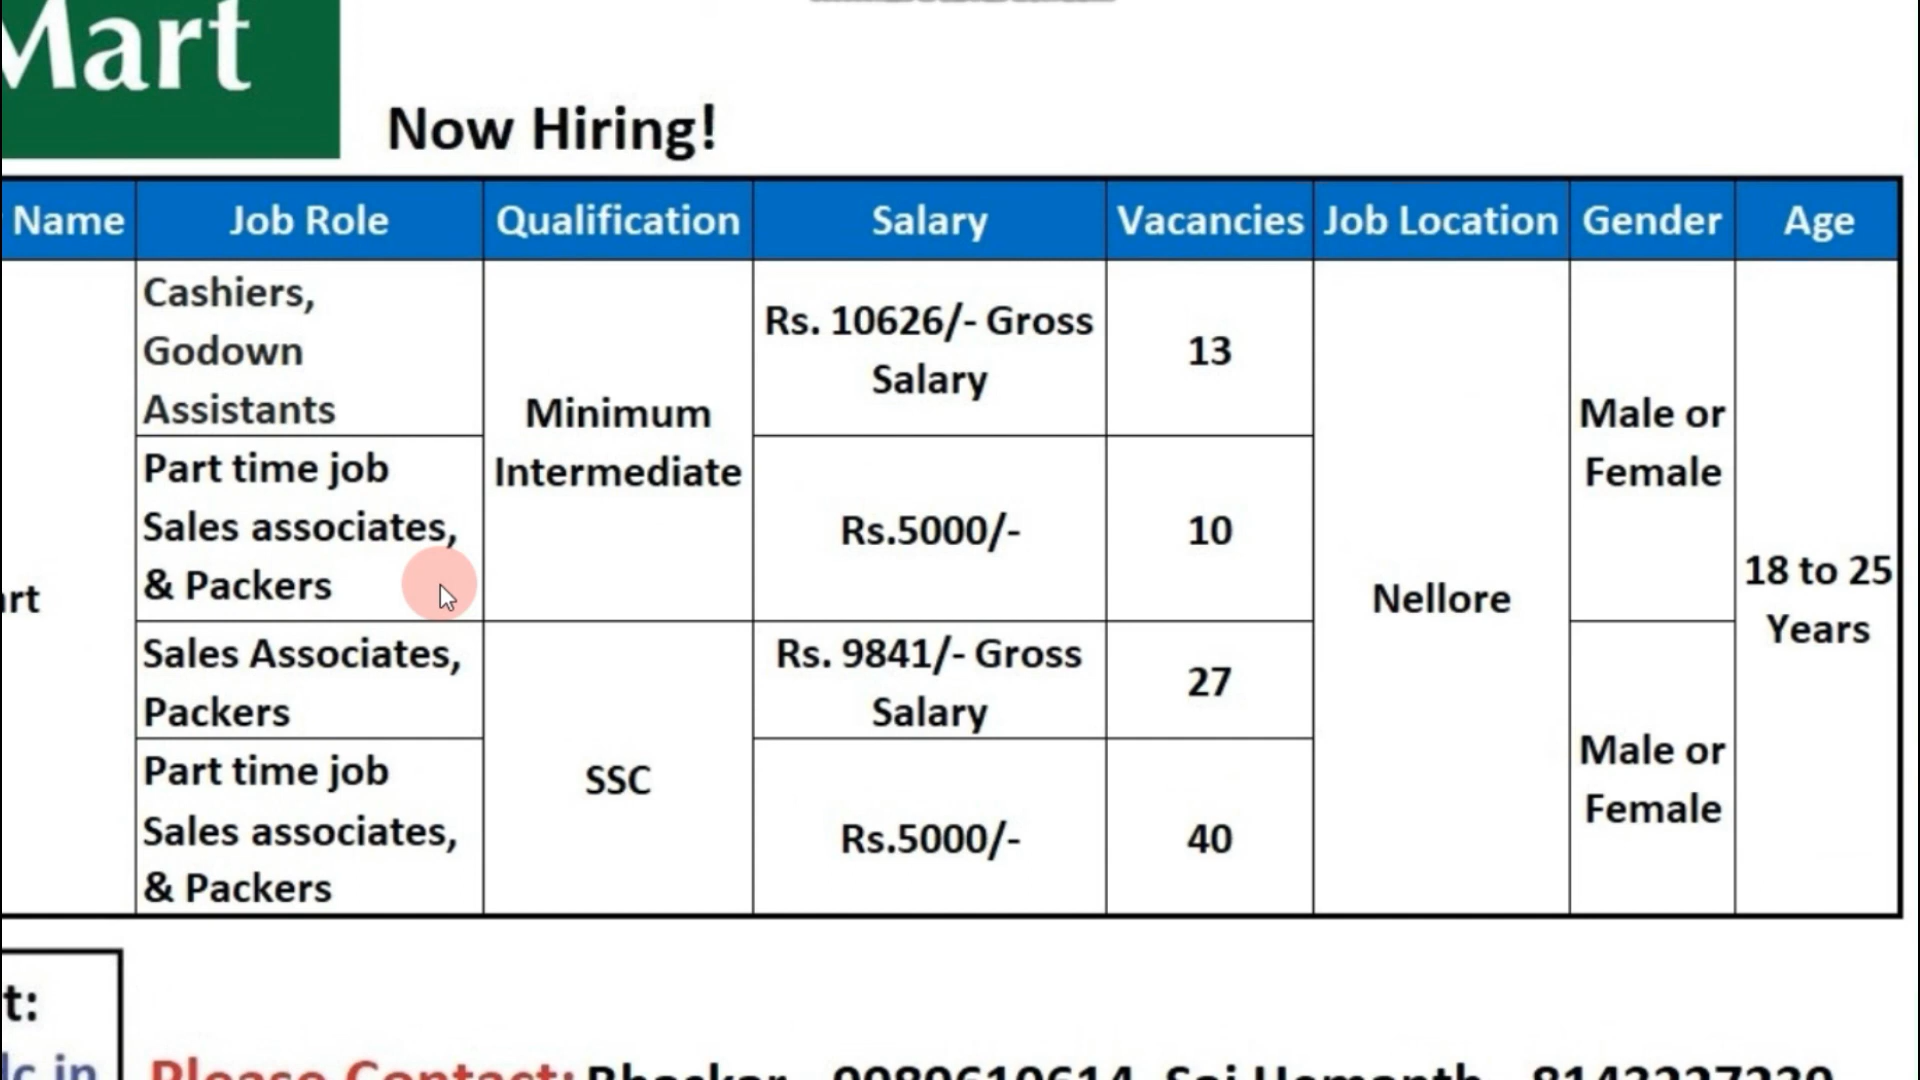 Mart
Now Hiring!
Name Job Role Qualification Salary Vacancies Job Location Gender Age
Cashiers,
Godown
Assistants
Minimum
Intermediate
Rs. 10626/- Gross
Salary
13
Nellore
Male or
Female
18 to 25
Years
Part time job
Sales associates,
& Packers
Rs.5000/-
10
Sales Associates,
Packers
SSC
Rs. 9841/- Gross
Salary
27
Male or
Female
Part time job
Sales associates,
& Packers
Rs.5000/-
40
Please Contact: Bhaskar